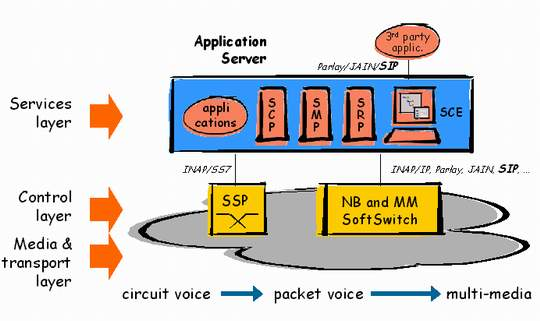 3rd party
applic.
Application
Server
Parlay/JAIN/SIP
Services
layer
appli
cations
SCP
SMP
SRP
SCE
INAP/SS7
INAP/IP, Parlay, JAIN, SIP, ...
Control
layer
SSP
NB and MM
SoftSwitch
Media &
transport
layer
circuit voice
packet voice
multi-media